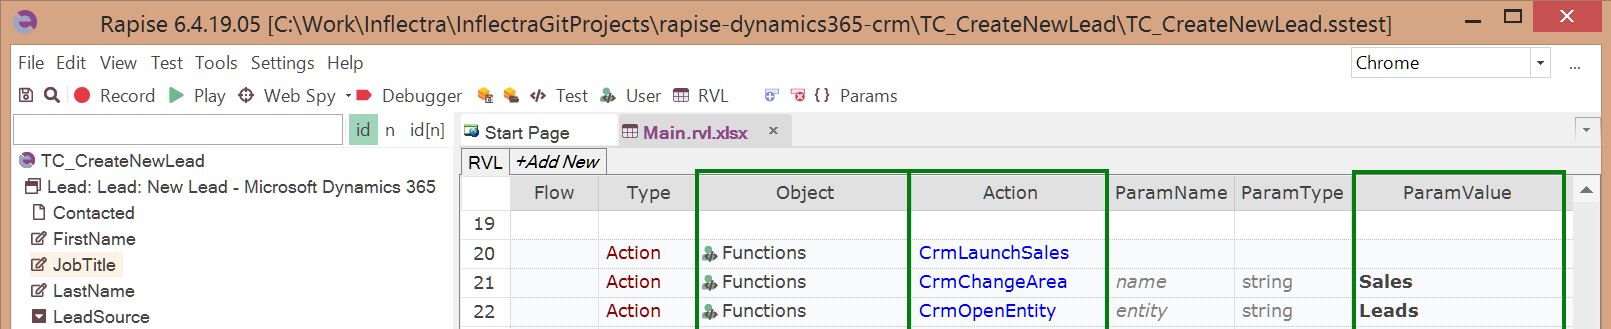 Rapise 6.4.19.05 [C:\Work\Inflectra\InflectraGitProjects\rapise-dynamics365-crm\TC_CreateNewLead\TC_CreateNewLead.sstest]
File Edit View Test Tools Settings Help Chrome ...
Record Play Web Spy Debugger Test User RVL Params
id n id[n] Start Page Main.rvl.xlsx
TC_CreateNewLead
Lead: Lead: New Lead - Microsoft Dynamics 365
Contacted
FirstName
JobTitle
LastName
LeadSource
RVL +Add New
Flow Type Object Action ParamName ParamType ParamValue
19
20 Action Functions CrmLaunchSales
21 Action Functions CrmChangeArea name string Sales
22 Action Functions CrmOpenEntity entity string Leads